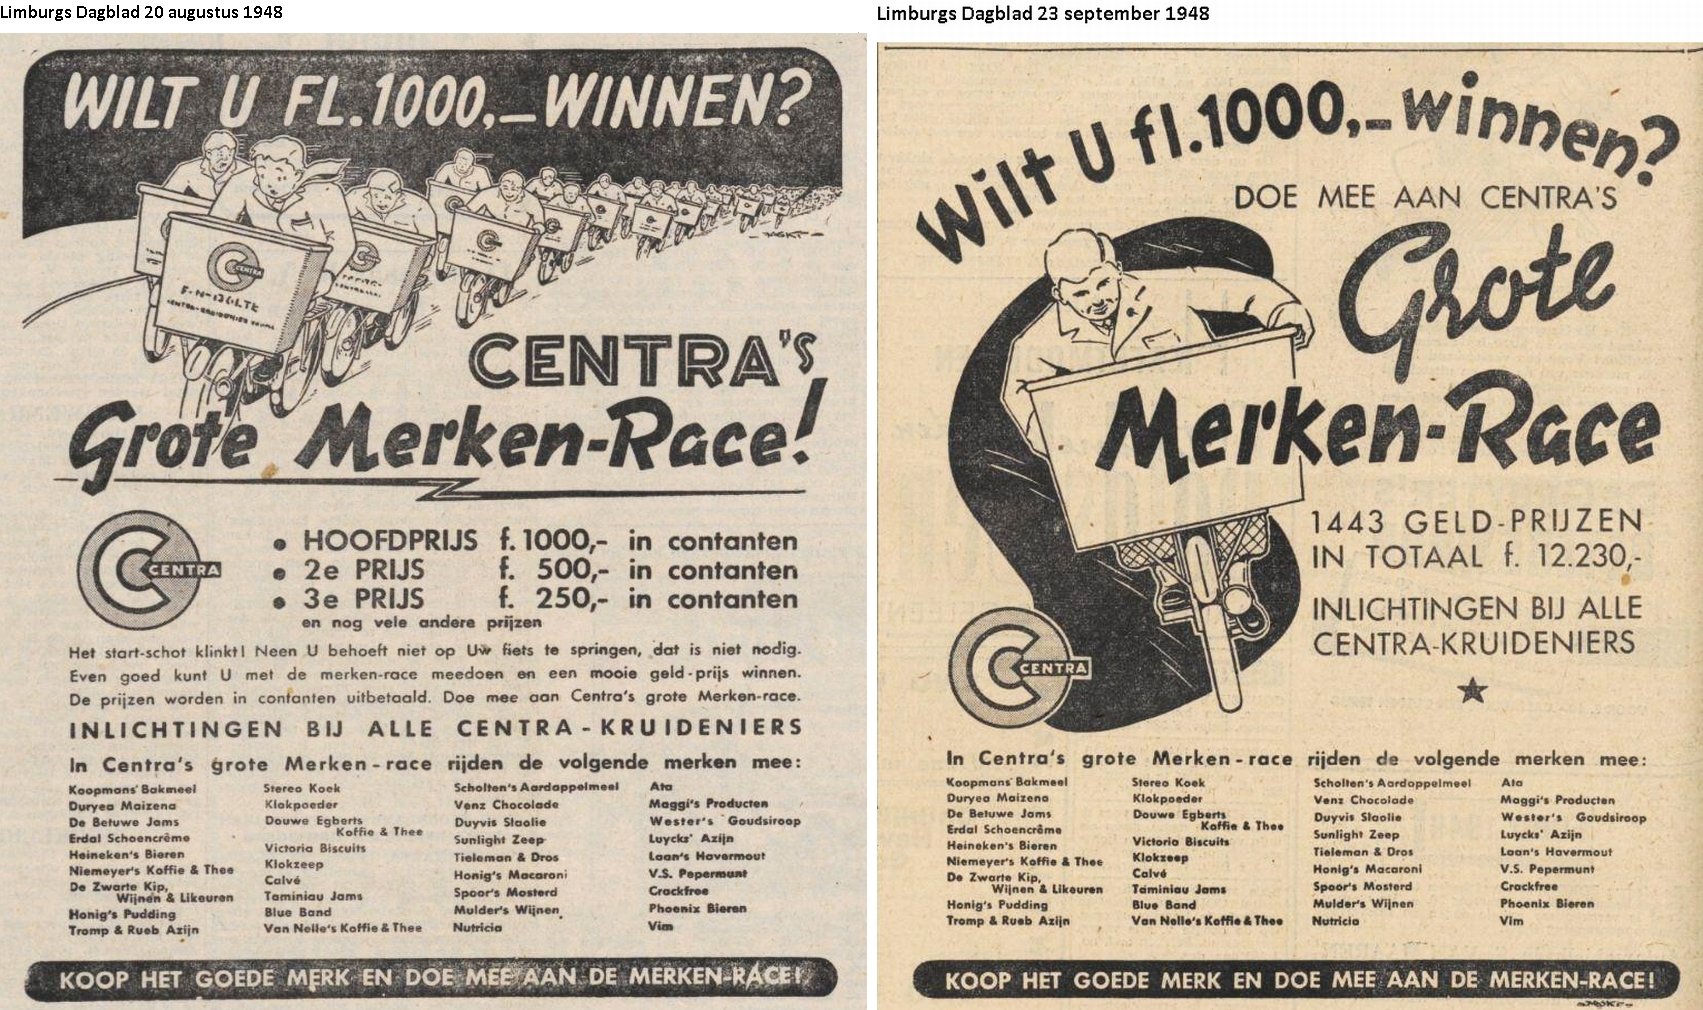 Limburgs Dagblad 20 augustus 1948
WILT U FL.1000,- WINNEN?
CENTRA
CENTRA'S
Grote Merken-Race!
CENTRA
• HOOFDPRIJS f. 1000,- in contanten
• 2e PRIJS f. 500,- in contanten
• 3e PRIJS f. 250,- in contanten
en nog vele andere prijzen
Het start-schot klinkt! Neen U behoeft niet op Uw fiets te springen, dat is niet nodig.
Even goed kunt U met de merken-race meedoen en een mooie geld-prijs winnen.
De prijzen worden in contanten uitbetaald. Doe mee aan Centra's grote Merken-race.
INLICHTINGEN BIJ ALLE CENTRA-KRUIDENIERS
In Centra's grote Merken-race rijden de volgende merken mee:
Koopmans' Bakmeel
Duryea Maizena
De Betuwe Jams
Erdal Schoencrême
Heineken's Bieren
Niemeyer's Koffie & Thee
De Zwarte Kip,
Wijnen & Likeuren
Honig's Pudding
Tromp & Rueb Azijn
Stereo Koek
Klokpoeder
Douwe Egberts
Koffie & Thee
Victoria Biscuits
Klokzeep
Calvé
Taminiau Jams
Blue Band
Van Nelle's Koffie & Thee
Scholten's Aardappelmeel
Venz Chocolade
Duyvis Slaolie
Sunlight Zeep
Tieleman & Dros
Honig's Macaroni
Spoor's Mosterd
Mulder's Wijnen
Nutricia
Ata
Maggi's Producten
Wester's Goudsiroop
Luycks' Azijn
Laan's Havermout
V.S. Pepermunt
Crackfree
Phoenix Bieren
Vim
KOOP HET GOEDE MERK EN DOE MEE AAN DE MERKEN-RACE!
Limburgs Dagblad 23 september 1948
Wilt U fl.1000,- winnen?
DOE MEE AAN CENTRA'S
Grote
Merken-Race
1443 GELD-PRIJZEN
IN TOTAAL f. 12.230,-
INLICHTINGEN BIJ ALLE
CENTRA-KRUIDENIERS
CENTRA
In Centra's grote Merken-race rijden de volgende merken mee:
Koopmans' Bakmeel
Duryea Maizena
De Betuwe Jams
Erdal Schoencrême
Heineken's Bieren
Niemeyer's Koffie & Thee
De Zwarte Kip,
Wijnen & Likeuren
Honig's Pudding
Tromp & Rueb Azijn
Stereo Koek
Klokpoeder
Douwe Egberts
Koffie & Thee
Victoria Biscuits
Klokzeep
Calvé
Taminiau Jams
Blue Band
Van Nelle's Koffie & Thee
Scholten's Aardappelmeel
Venz Chocolade
Duyvis Slaolie
Sunlight Zeep
Tieleman & Dros
Honig's Macaroni
Spoor's Mosterd
Mulder's Wijnen
Nutricia
Ata
Maggi's Producten
Wester's Goudsiroop
Luycks' Azijn
Laan's Havermout
V.S. Pepermunt
Crackfree
Phoenix Bieren
Vim
KOOP HET GOEDE MERK EN DOE MEE AAN DE MERKEN-RACE!